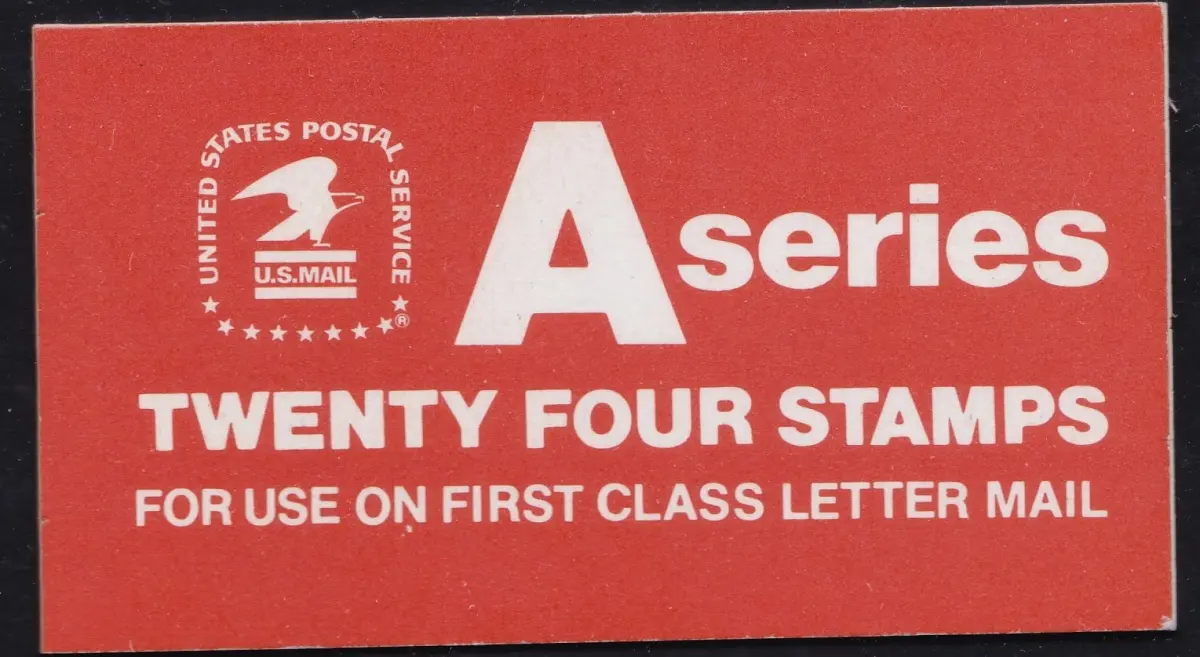 UNITED STATES POSTAL SERVICE
U.S.MAIL
®
A series
TWENTY FOUR STAMPS
FOR USE ON FIRST CLASS LETTER MAIL